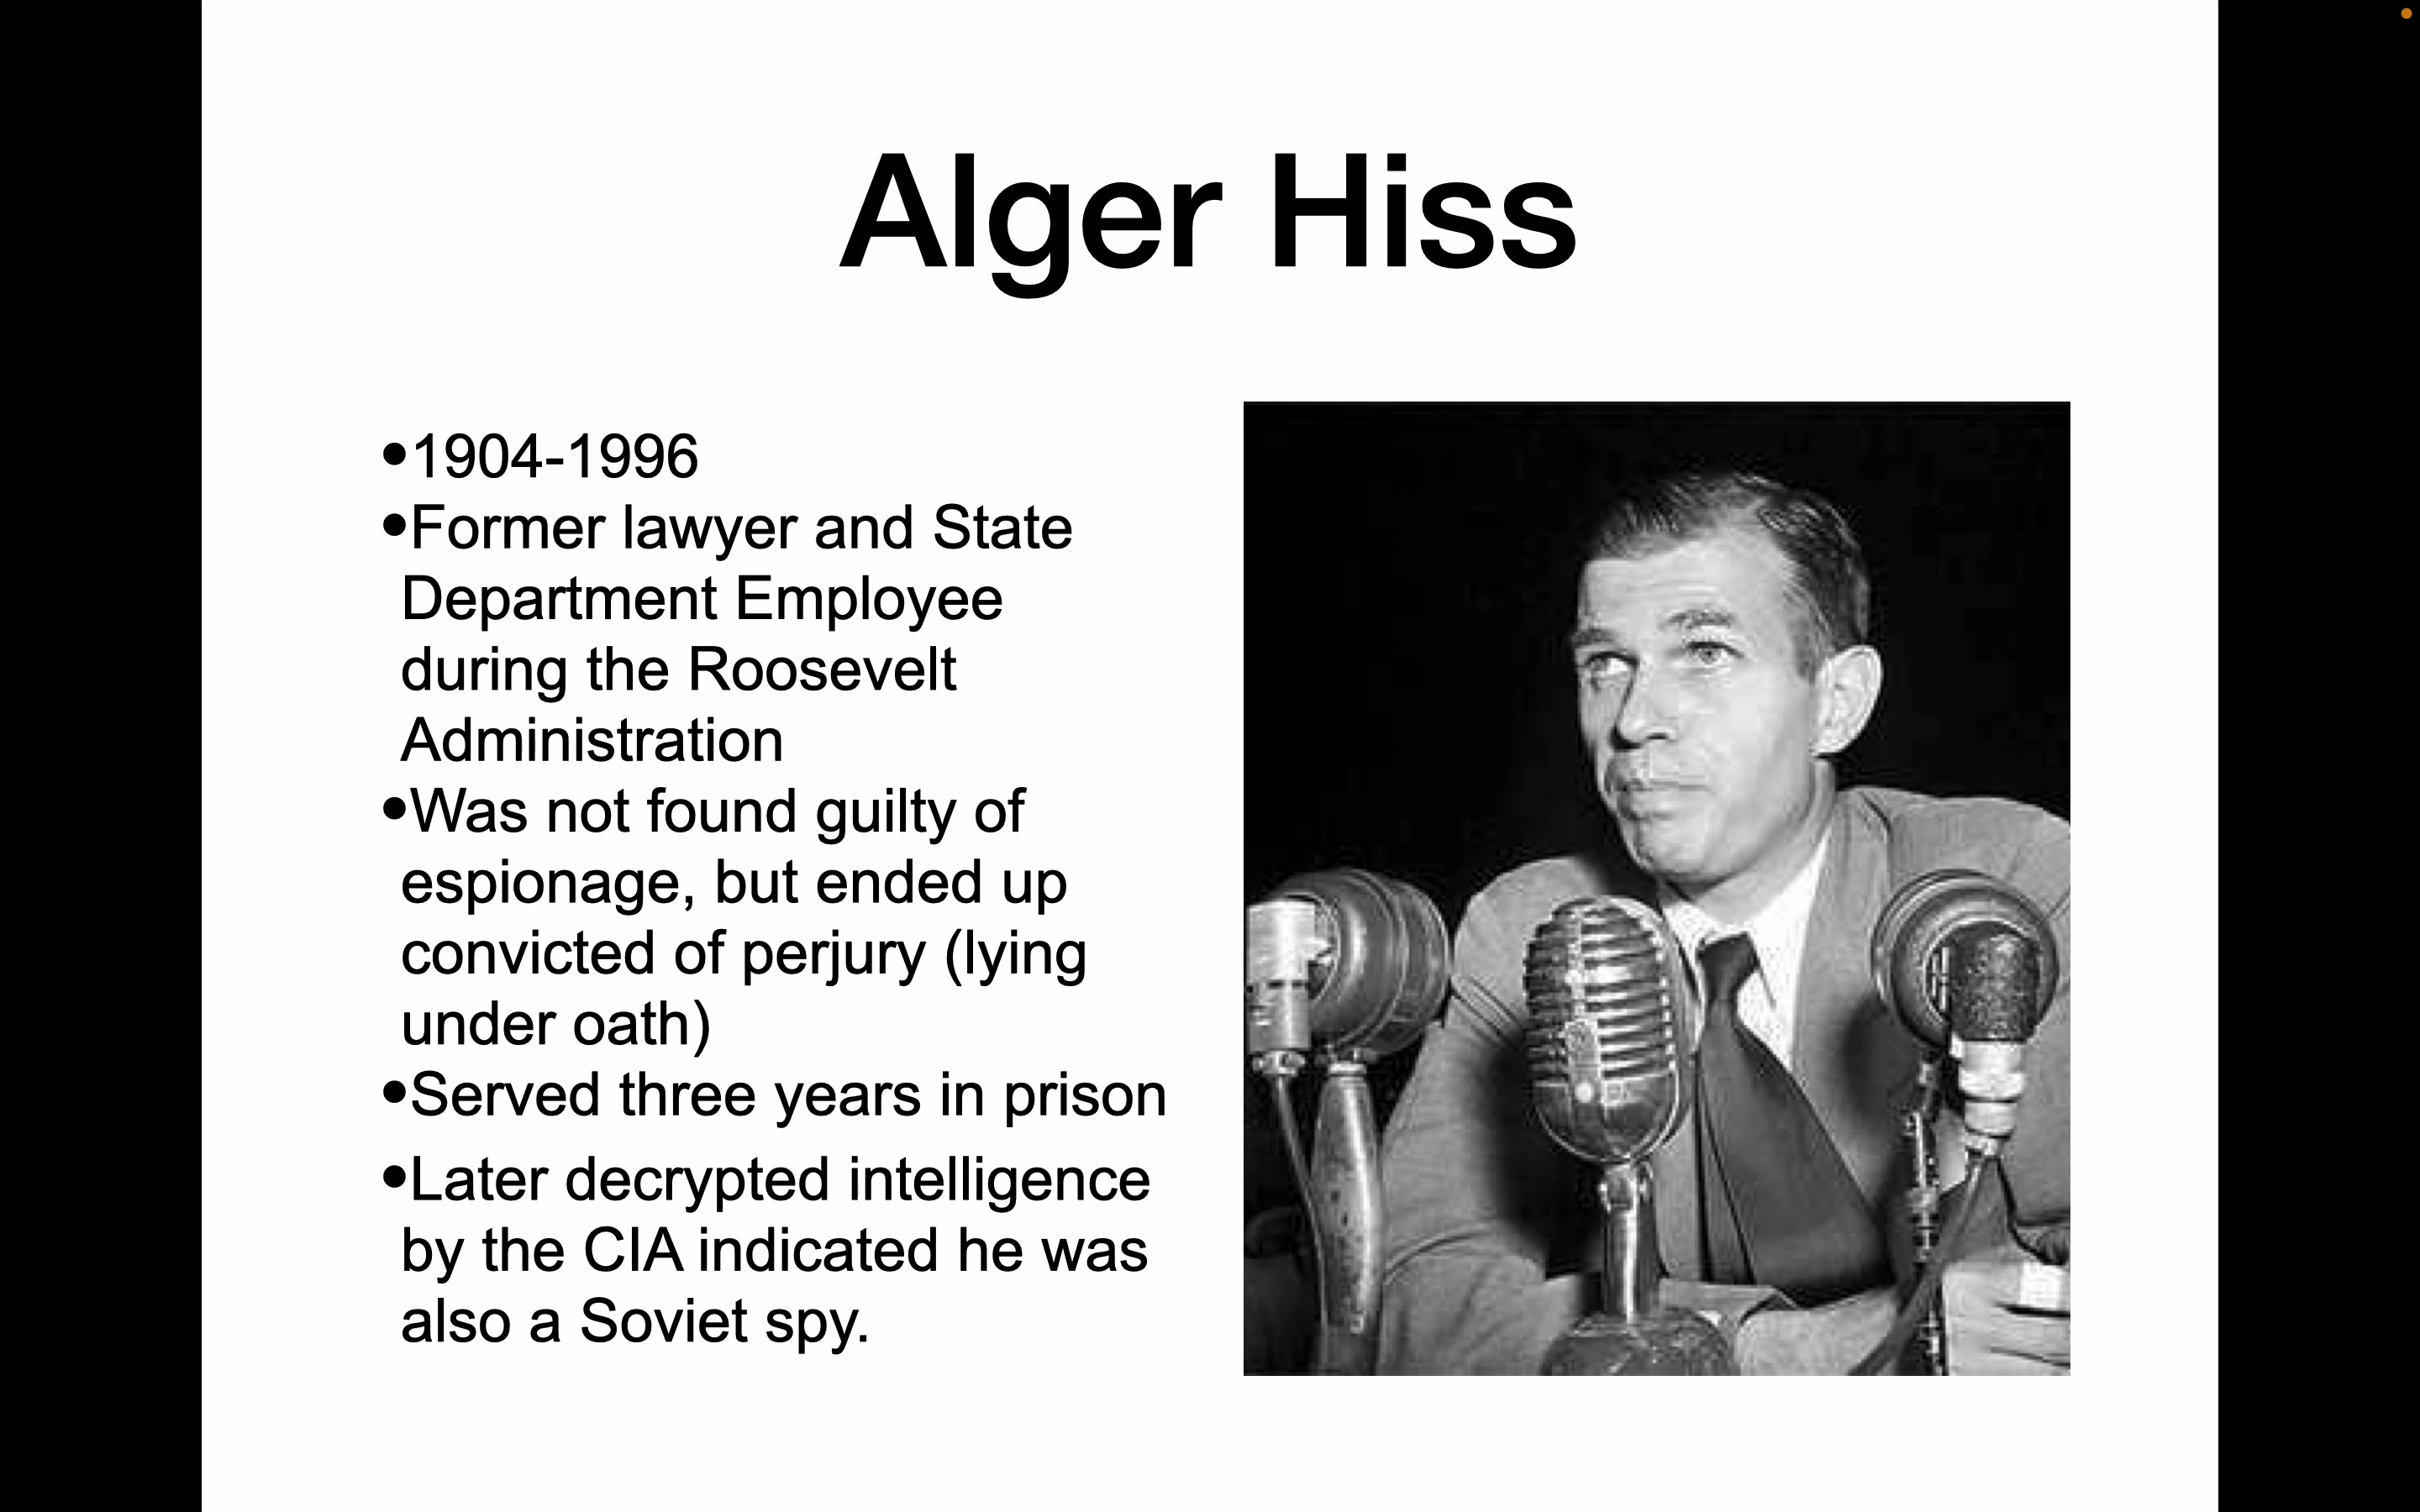 Alger Hiss
•1904-1996
•Former lawyer and State
Department Employee
during the Roosevelt
Administration
•Was not found guilty of
espionage, but ended up
convicted of perjury (lying
under oath)
•Served three years in prison
•Later decrypted intelligence
by the CIA indicated he was
also a Soviet spy.